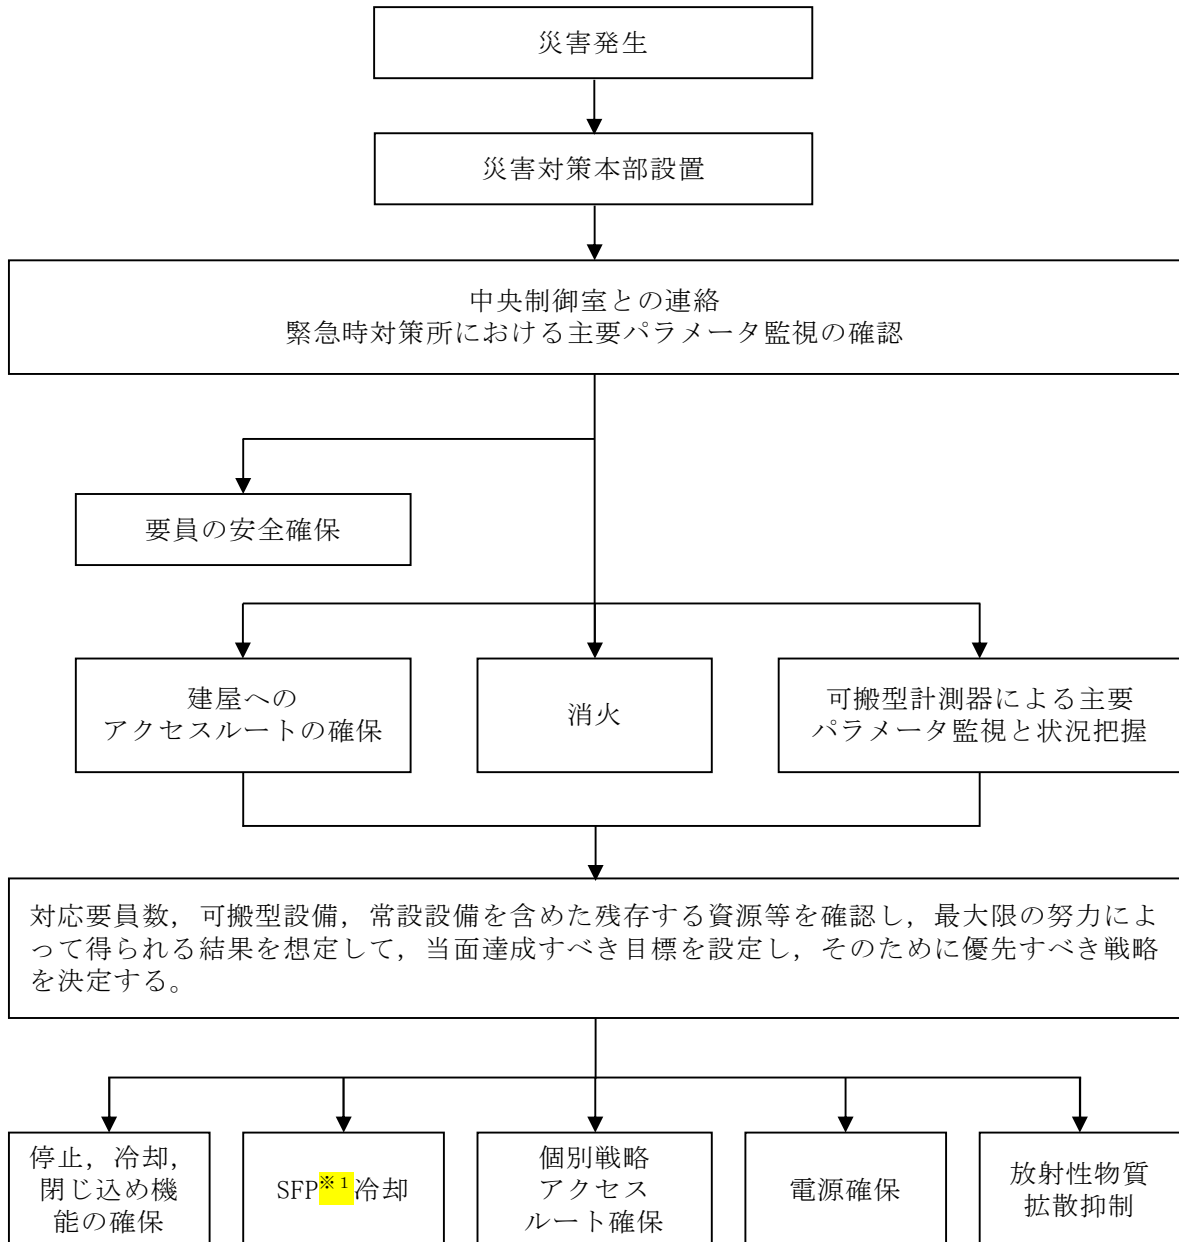 災害発生
災害対策本部設置
中央制御室との連絡
緊急時対策所における主要パラメータ監視の確認
要員の安全確保
建屋への
アクセスルートの確保
消火
可搬型計測器による主要
パラメータ監視と状況把握
対応要員数，可搬型設備，常設設備を含めた残存する資源等を確認し，最大限の努力によ
って得られる結果を想定して，当面達成すべき目標を設定し，そのために優先すべき戦略
を決定する。
停止，冷却，
閉じ込め機
能の確保
SFP※１冷却
個別戦略
アクセス
ルート確保
電源確保
放射性物質
拡散抑制